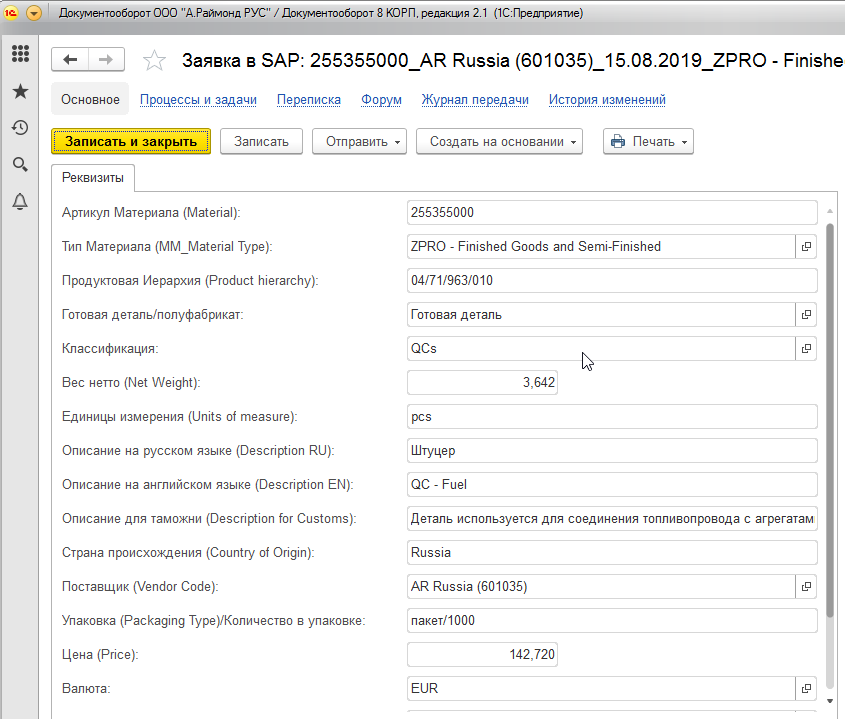 Документооборот ООО "А.Раймонд РУС" / Документооборот 8 КОРП, редакция 2.1 (1С:Предприятие)
Заявка в SAP: 255355000_AR Russia (601035)_15.08.2019_ZPRO - Finishe
Основное Процессы и задачи Переписка Форум Журнал передачи История изменений
Записать и закрыть Записать Отправить Создать на основании Печать
Реквизиты
Артикул Материала (Material): 255355000
Тип Материала (MM_Material Type): ZPRO - Finished Goods and Semi-Finished
Продуктовая Иерархия (Product hierarchy): 04/71/963/010
Готовая деталь/полуфабрикат: Готовая деталь
Классификация: QCs
Вес нетто (Net Weight): 3,642
Единицы измерения (Units of measure): pcs
Описание на русском языке (Description RU): Штуцер
Описание на английском языке (Description EN): QC - Fuel
Описание для таможни (Description for Customs): Деталь используется для соединения топливопровода с агрегатами
Страна происхождения (Country of Origin): Russia
Поставщик (Vendor Code): AR Russia (601035)
Упаковка (Packaging Type)/Количество в упаковке: пакет/1000
Цена (Price): 142,720
Валюта: EUR